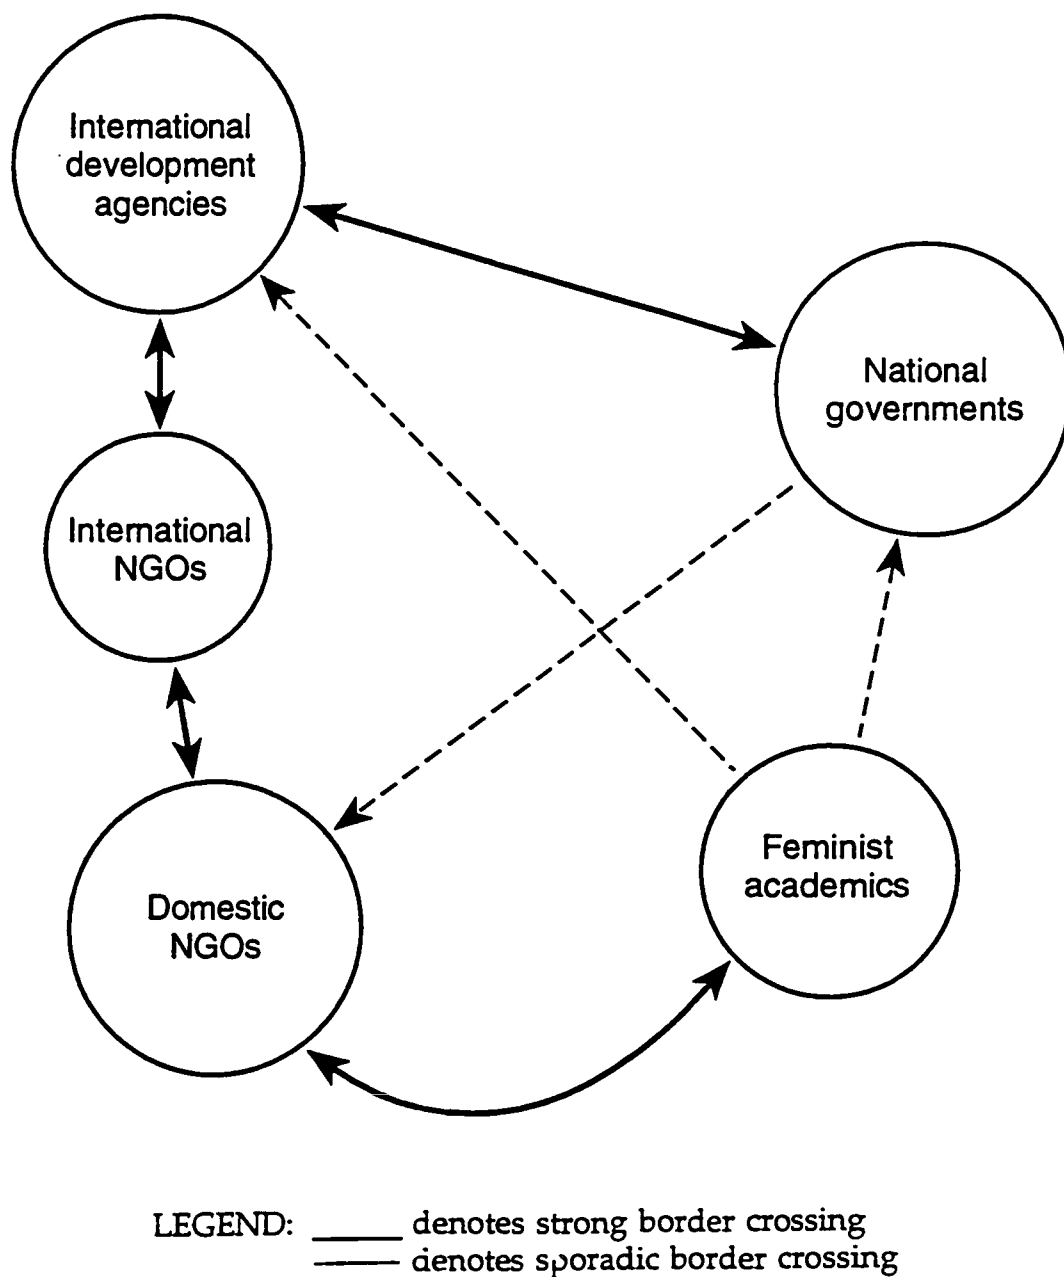 International
development
agencies
National
governments
International
NGOs
Feminist
academics
Domestic
NGOs
LEGEND: denotes strong border crossing
denotes sporadic border crossing